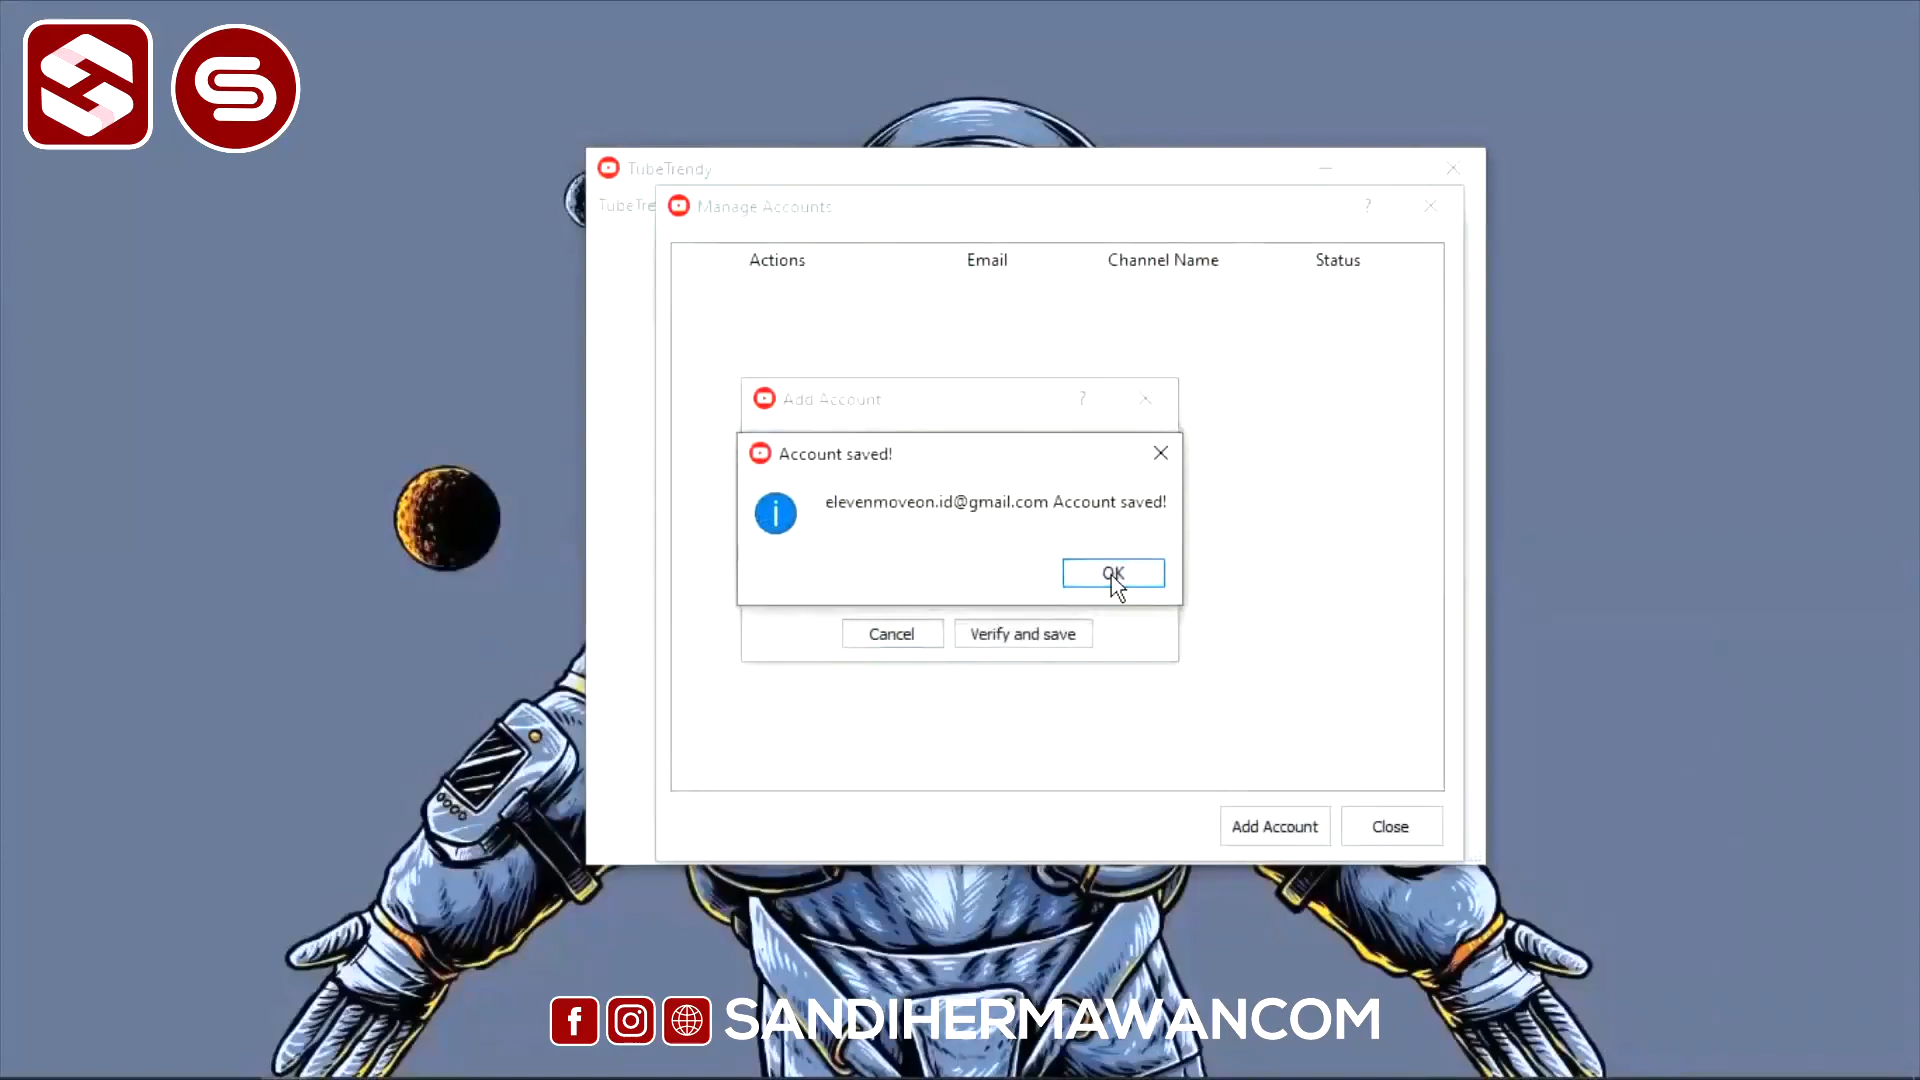 TubeTrendy
TubeTre
Manage Accounts
?
Actions Email Channel Name Status
Add Account ?
Account saved!
elevenmoveon.id@gmail.com Account saved!
OK
Cancel Verify and save
Add Account Close
SANDIHERMAWANCOM